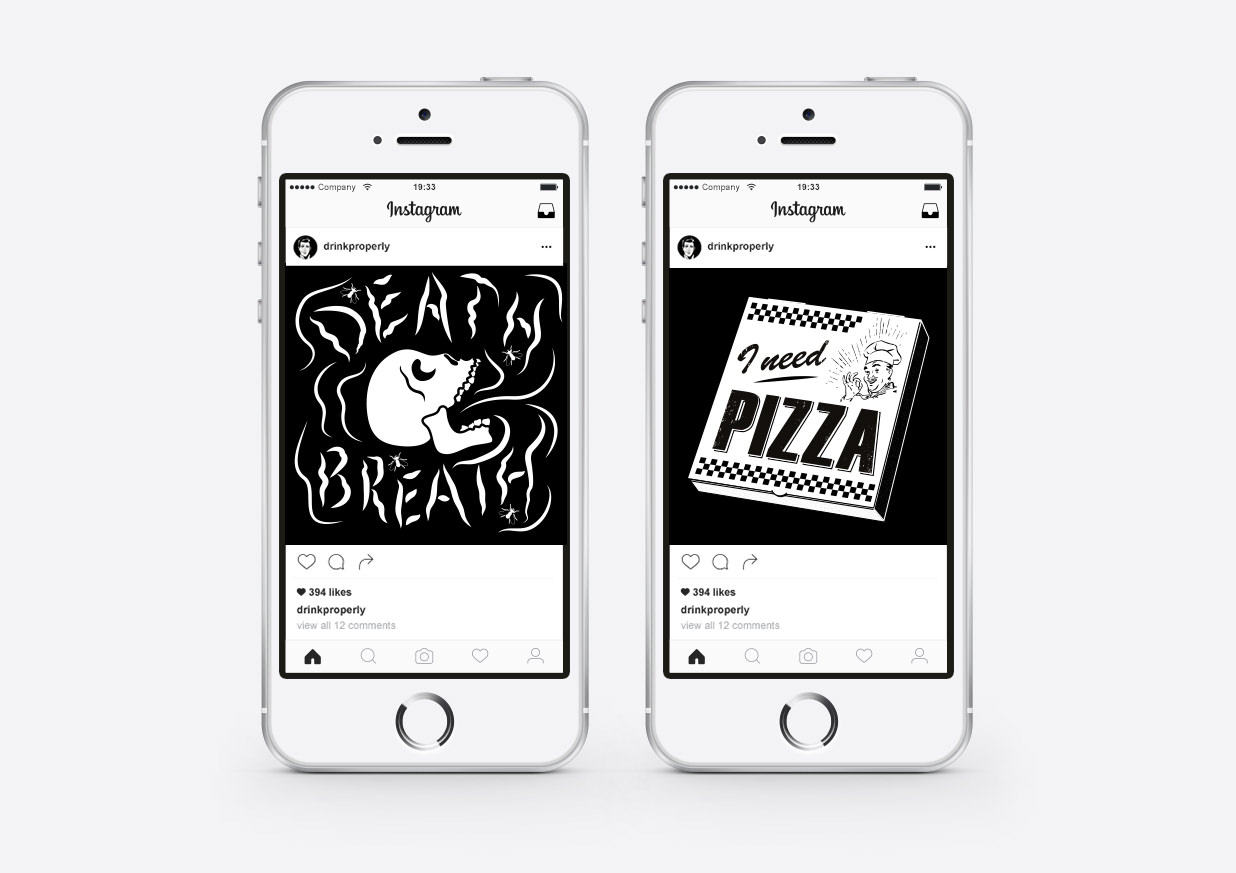 Company
19:33
Instagram
drinkproperly
DEATH
BREATH
394 likes
drinkproperly
view all 12 comments
Company
19:33
Instagram
drinkproperly
I need
PIZZA
394 likes
drinkproperly
view all 12 comments